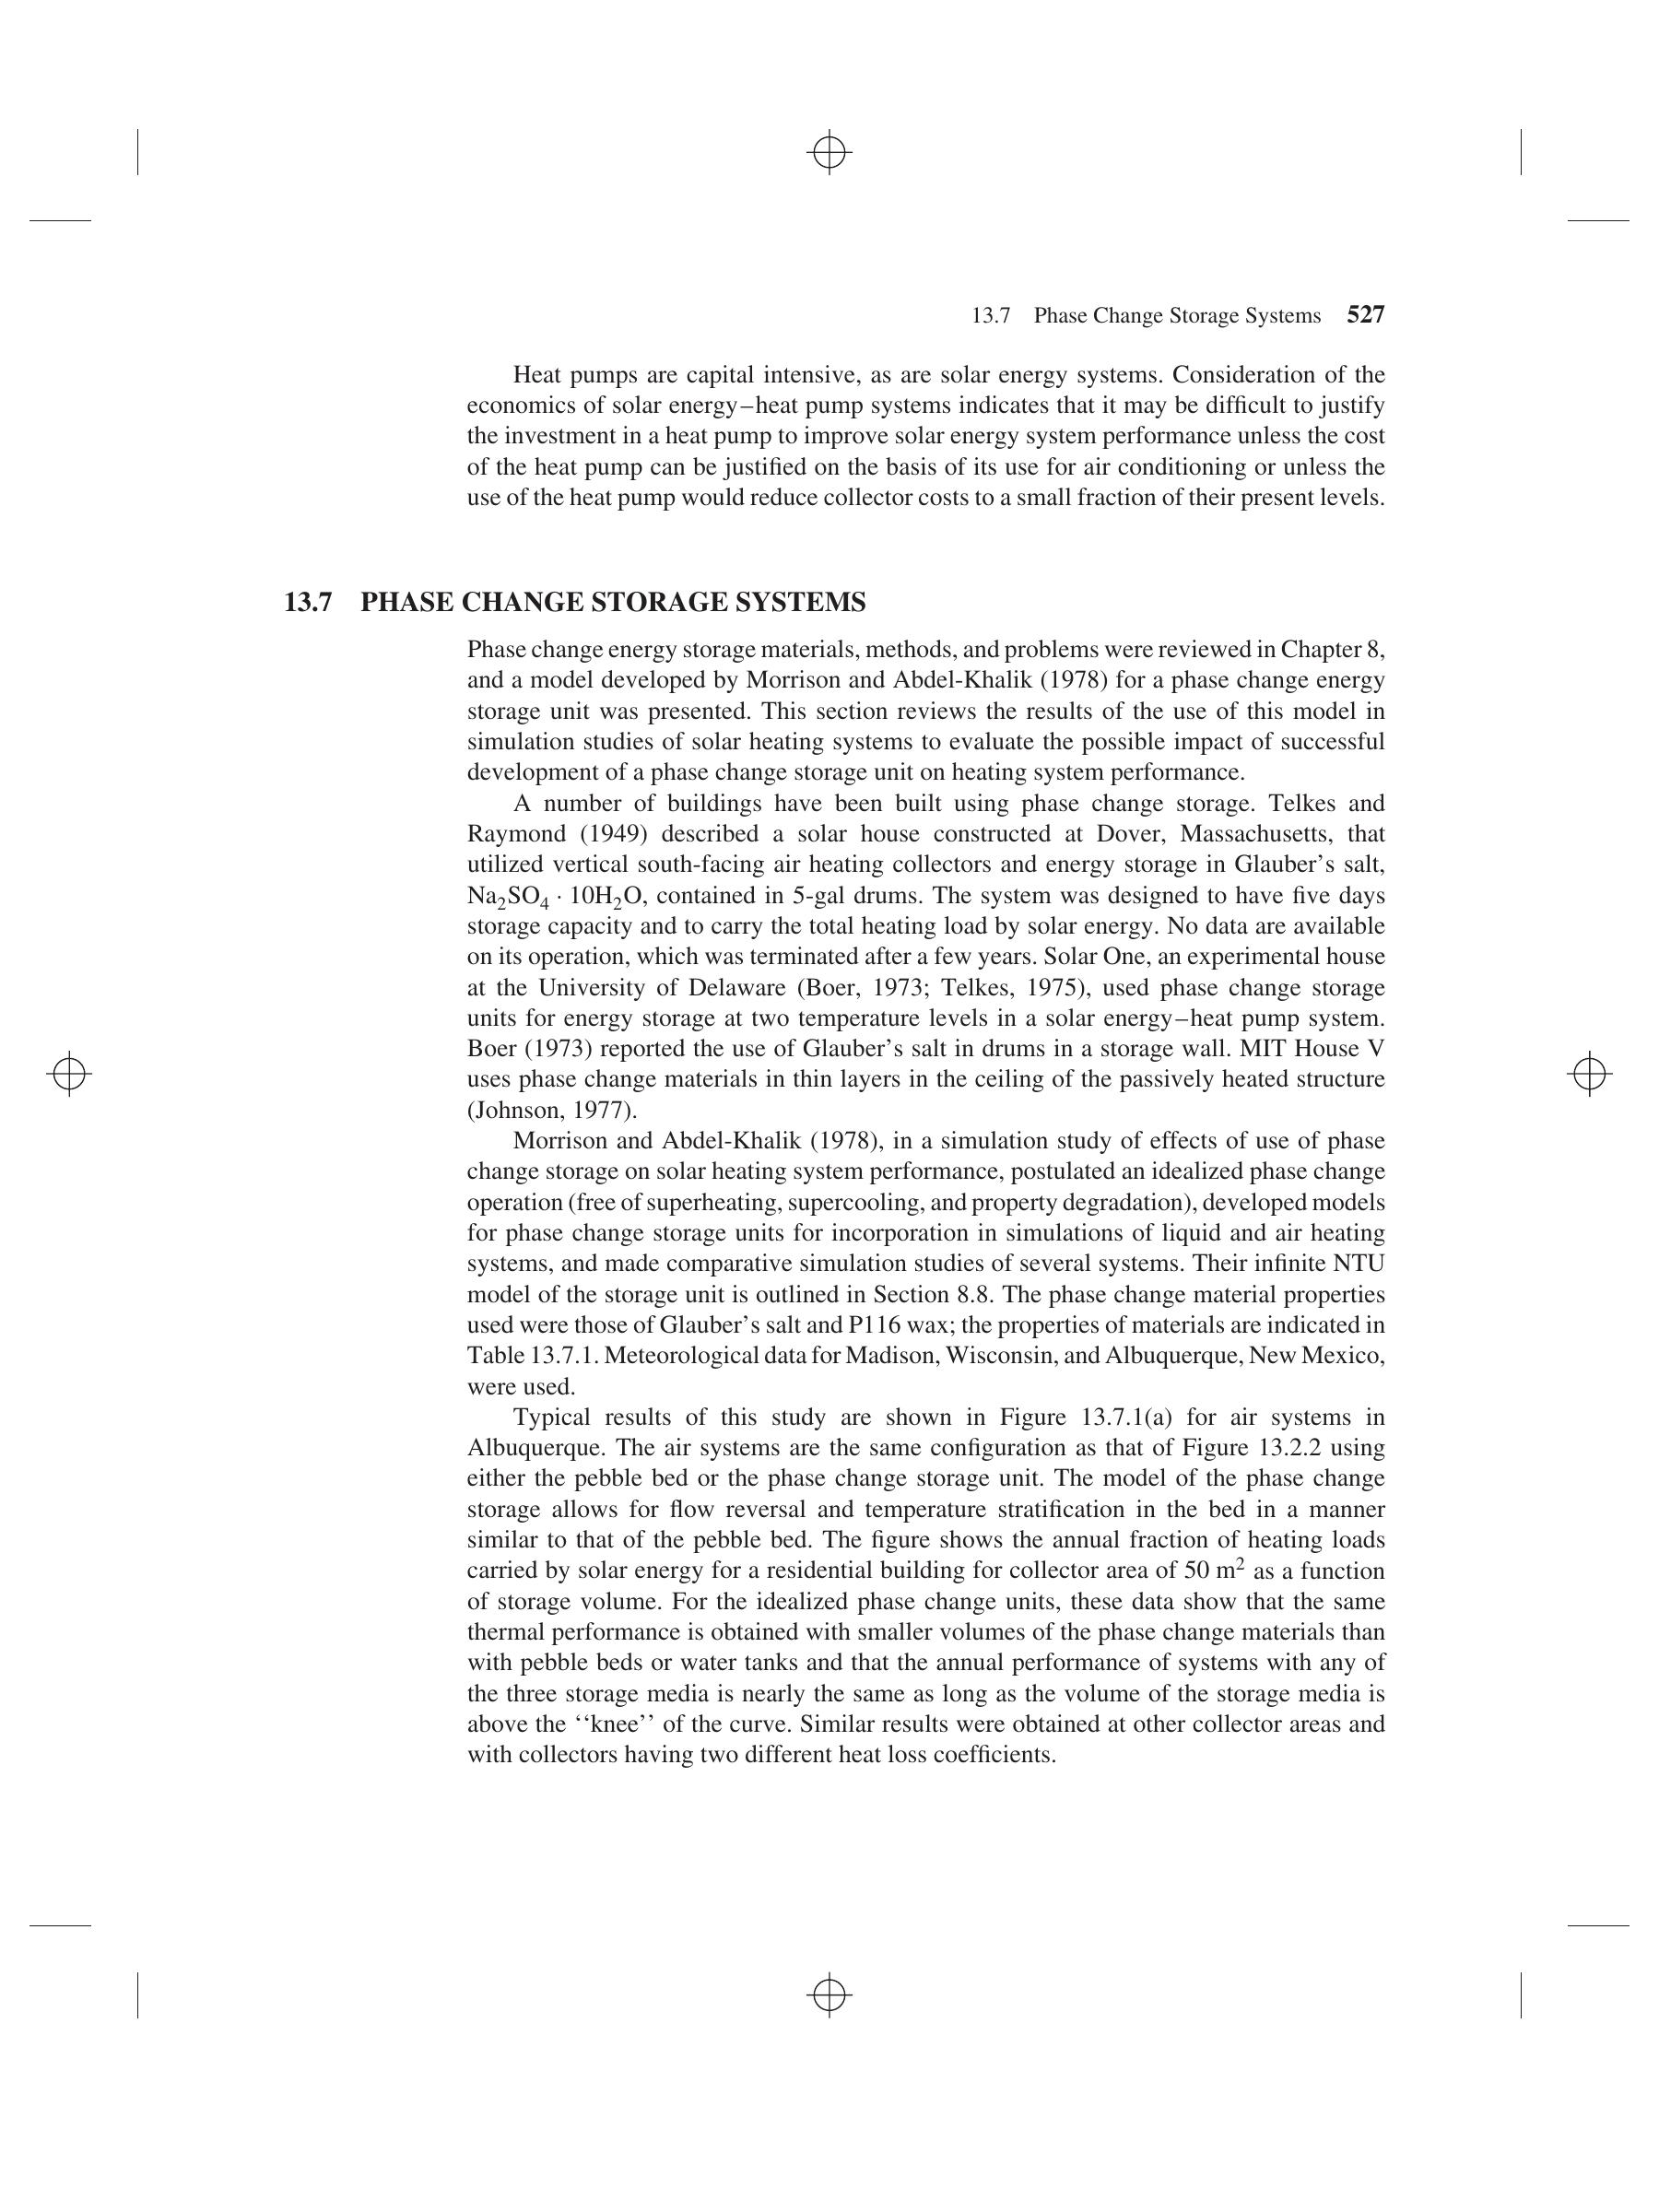 13.7 Phase Change Storage Systems 527
Heat pumps are capital intensive, as are solar energy systems. Consideration of the
economics of solar energy–heat pump systems indicates that it may be difficult to justify
the investment in a heat pump to improve solar energy system performance unless the cost
of the heat pump can be justified on the basis of its use for air conditioning or unless the
use of the heat pump would reduce collector costs to a small fraction of their present levels.
13.7 PHASE CHANGE STORAGE SYSTEMS
Phase change energy storage materials, methods, and problems were reviewed in Chapter 8,
and a model developed by Morrison and Abdel-Khalik (1978) for a phase change energy
storage unit was presented. This section reviews the results of the use of this model in
simulation studies of solar heating systems to evaluate the possible impact of successful
development of a phase change storage unit on heating system performance.
A number of buildings have been built using phase change storage. Telkes and
Raymond (1949) described a solar house constructed at Dover, Massachusetts, that
utilized vertical south-facing air heating collectors and energy storage in Glauber's salt,
Na₂SO₄ · 10H₂O, contained in 5-gal drums. The system was designed to have five days
storage capacity and to carry the total heating load by solar energy. No data are available
on its operation, which was terminated after a few years. Solar One, an experimental house
at the University of Delaware (Boer, 1973; Telkes, 1975), used phase change storage
units for energy storage at two temperature levels in a solar energy–heat pump system.
Boer (1973) reported the use of Glauber's salt in drums in a storage wall. MIT House V
uses phase change materials in thin layers in the ceiling of the passively heated structure
(Johnson, 1977).
Morrison and Abdel-Khalik (1978), in a simulation study of effects of use of phase
change storage on solar heating system performance, postulated an idealized phase change
operation (free of superheating, supercooling, and property degradation), developed models
for phase change storage units for incorporation in simulations of liquid and air heating
systems, and made comparative simulation studies of several systems. Their infinite NTU
model of the storage unit is outlined in Section 8.8. The phase change material properties
used were those of Glauber's salt and P116 wax; the properties of materials are indicated in
Table 13.7.1. Meteorological data for Madison, Wisconsin, and Albuquerque, New Mexico,
were used.
Typical results of this study are shown in Figure 13.7.1(a) for air systems in
Albuquerque. The air systems are the same configuration as that of Figure 13.2.2 using
either the pebble bed or the phase change storage unit. The model of the phase change
storage allows for flow reversal and temperature stratification in the bed in a manner
similar to that of the pebble bed. The figure shows the annual fraction of heating loads
carried by solar energy for a residential building for collector area of 50 m² as a function
of storage volume. For the idealized phase change units, these data show that the same
thermal performance is obtained with smaller volumes of the phase change materials than
with pebble beds or water tanks and that the annual performance of systems with any of
the three storage media is nearly the same as long as the volume of the storage media is
above the ‘‘knee’’ of the curve. Similar results were obtained at other collector areas and
with collectors having two different heat loss coefficients.